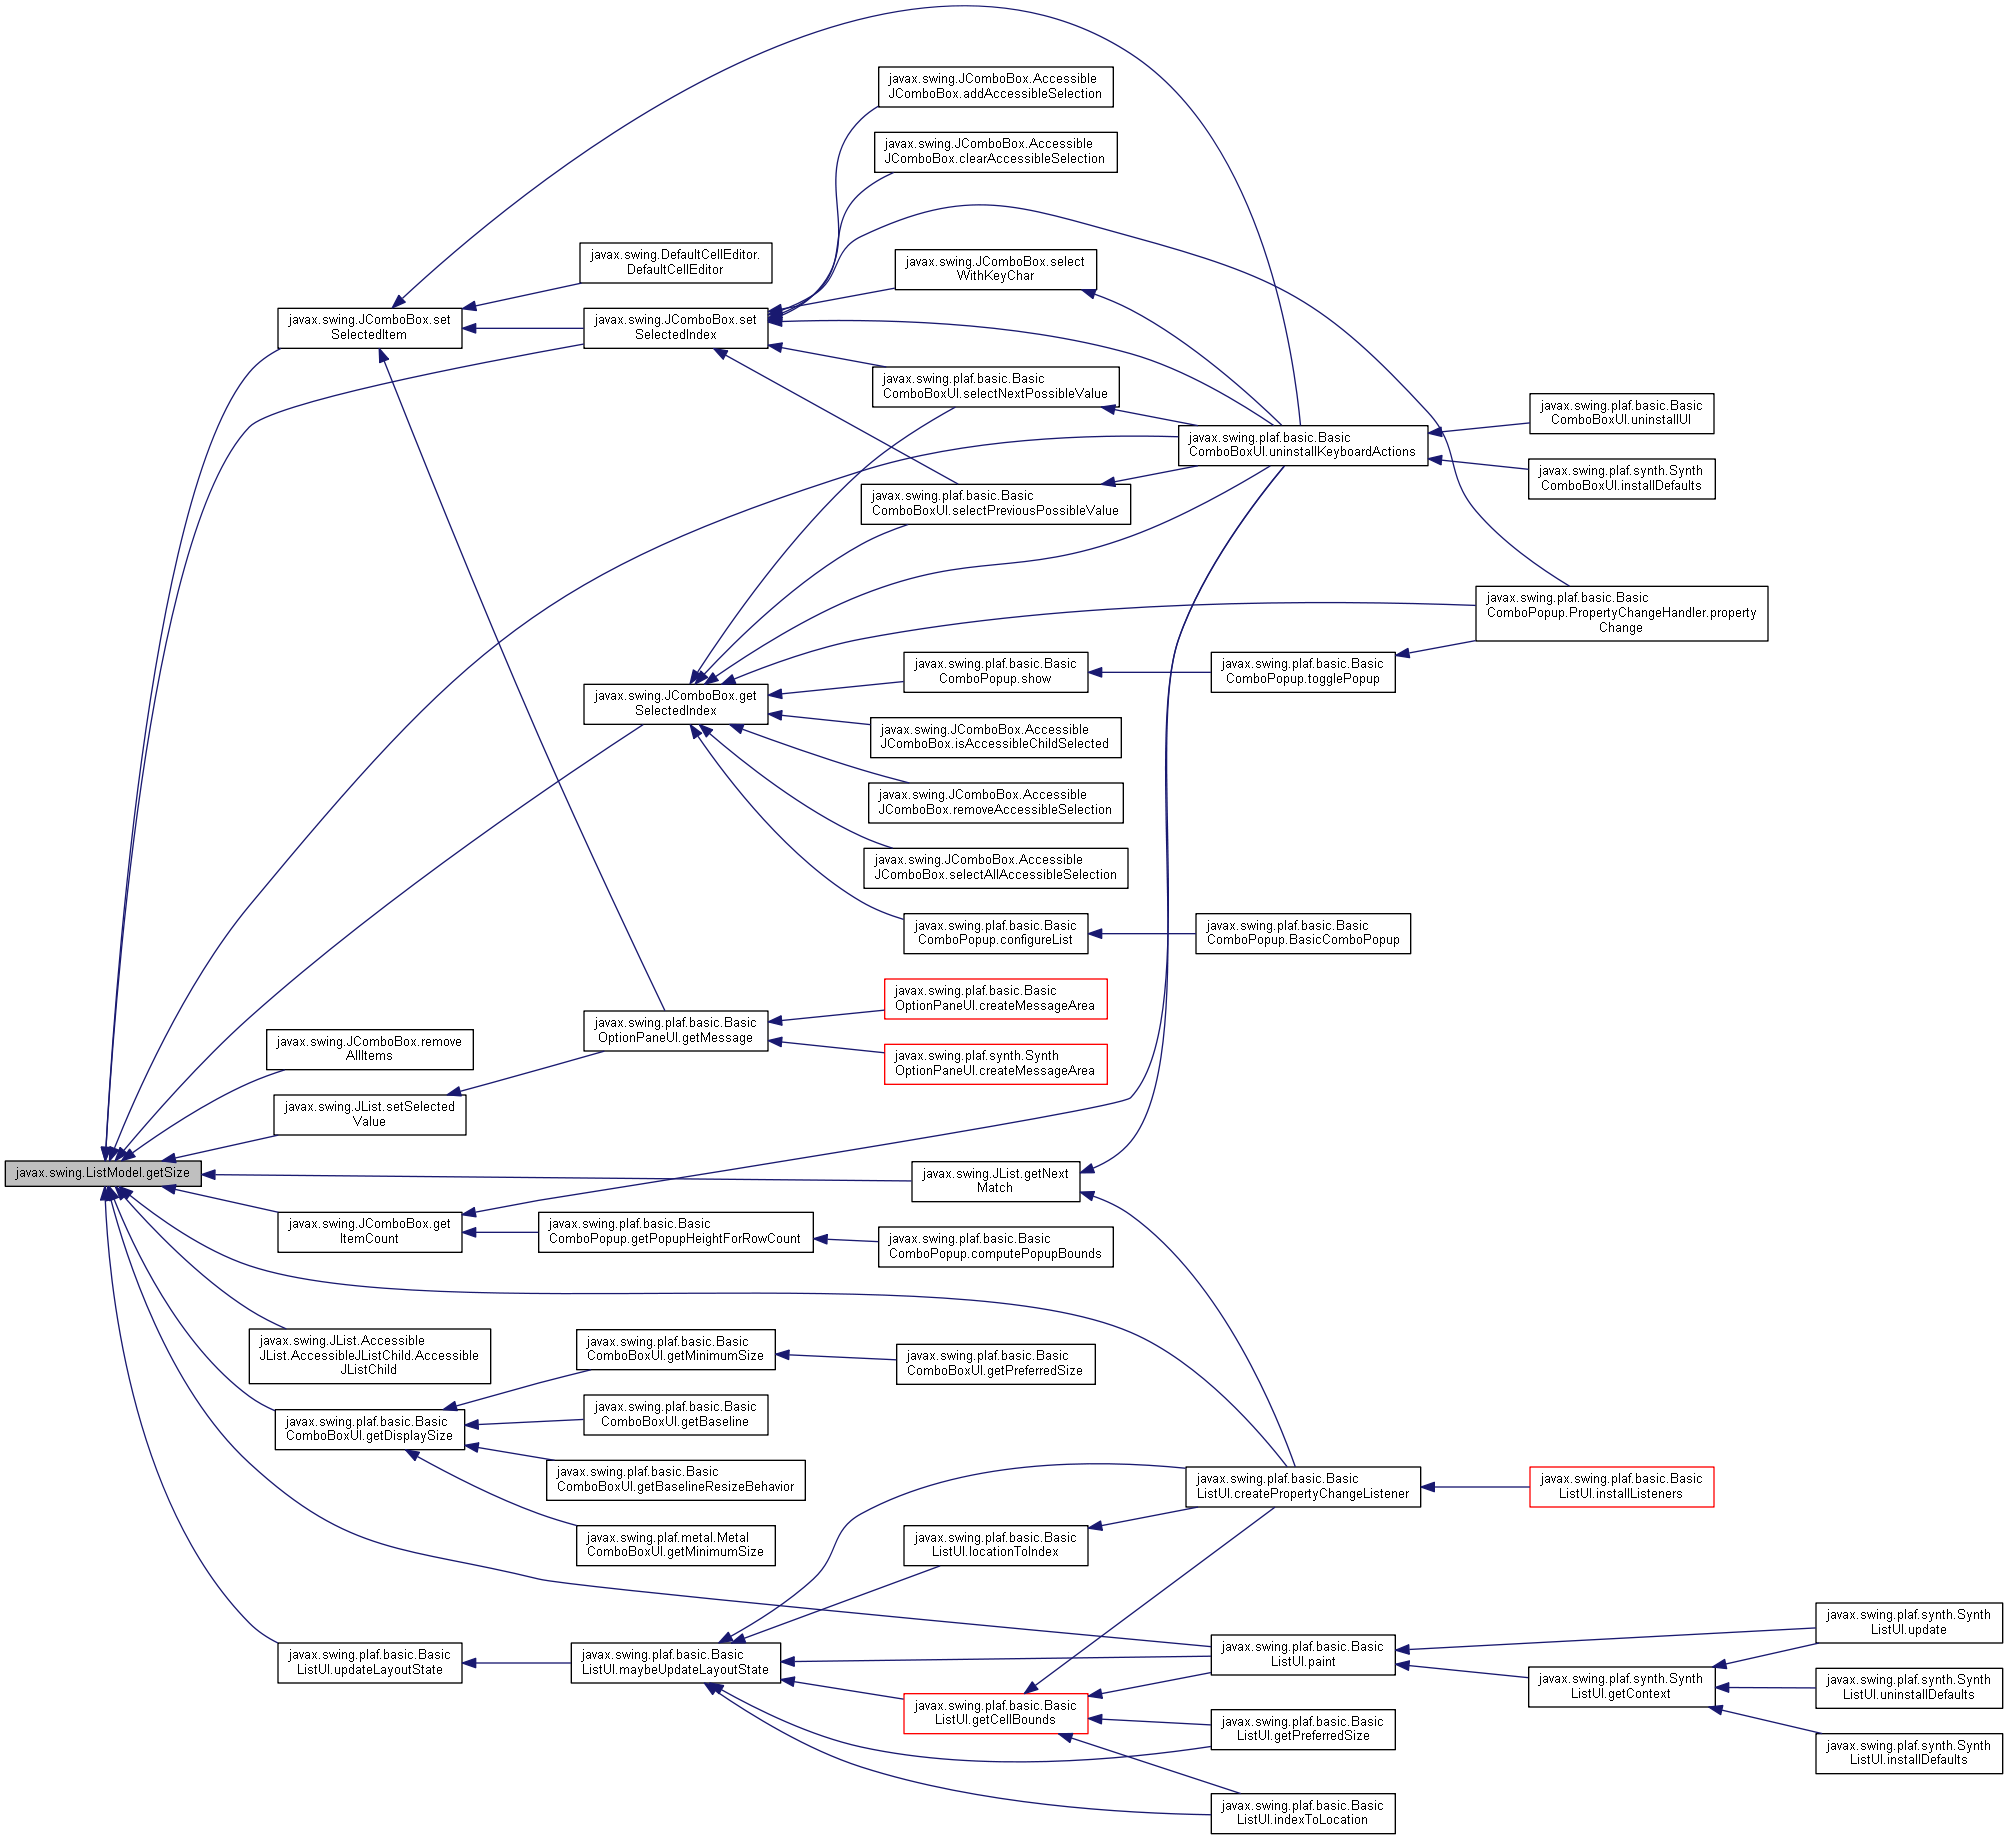 javax.swing.JComboBox.Accessible
JComboBox.addAccessibleSelection
javax.swing.JComboBox.Accessible
JComboBox.clearAccessibleSelection
javax.swing.DefaultCellEditor.
DefaultCellEditor
javax.swing.JComboBox.select
WithKeyChar
javax.swing.JComboBox.set
SelectedItem
javax.swing.JComboBox.set
SelectedIndex
javax.swing.plaf.basic.Basic
ComboBoxUI.selectNextPossibleValue
javax.swing.plaf.basic.Basic
ComboBoxUI.uninstallUI
javax.swing.plaf.basic.Basic
ComboBoxUI.uninstallKeyboardActions
javax.swing.plaf.synth.Synth
ComboBoxUI.installDefaults
javax.swing.plaf.basic.Basic
ComboBoxUI.selectPreviousPossibleValue
javax.swing.plaf.basic.Basic
ComboPopup.PropertyChangeHandler.property
Change
javax.swing.plaf.basic.Basic
ComboPopup.show
javax.swing.plaf.basic.Basic
ComboPopup.togglePopup
javax.swing.JComboBox.get
SelectedIndex
javax.swing.JComboBox.Accessible
JComboBox.isAccessibleChildSelected
javax.swing.JComboBox.Accessible
JComboBox.removeAccessibleSelection
javax.swing.JComboBox.Accessible
JComboBox.selectAllAccessibleSelection
javax.swing.plaf.basic.Basic
ComboPopup.configureList
javax.swing.plaf.basic.Basic
ComboPopup.BasicComboPopup
javax.swing.plaf.basic.Basic
OptionPaneUI.createMessageArea
javax.swing.plaf.basic.Basic
OptionPaneUI.getMessage
javax.swing.JComboBox.remove
AllItems
javax.swing.plaf.synth.Synth
OptionPaneUI.createMessageArea
javax.swing.JList.setSelected
Value
javax.swing.ListModel.getSize
javax.swing.JList.getNext
Match
javax.swing.JComboBox.get
ItemCount
javax.swing.plaf.basic.Basic
ComboPopup.getPopupHeightForRowCount
javax.swing.plaf.basic.Basic
ComboPopup.computePopupBounds
javax.swing.JList.Accessible
JList.AccessibleJListChild.Accessible
JListChild
javax.swing.plaf.basic.Basic
ComboBoxUI.getMinimumSize
javax.swing.plaf.basic.Basic
ComboBoxUI.getPreferredSize
javax.swing.plaf.basic.Basic
ComboBoxUI.getDisplaySize
javax.swing.plaf.basic.Basic
ComboBoxUI.getBaseline
javax.swing.plaf.basic.Basic
ComboBoxUI.getBaselineResizeBehavior
javax.swing.plaf.basic.Basic
ListUI.createPropertyChangeListener
javax.swing.plaf.basic.Basic
ListUI.installListeners
javax.swing.plaf.metal.Metal
ComboBoxUI.getMinimumSize
javax.swing.plaf.basic.Basic
ListUI.locationToIndex
javax.swing.plaf.basic.Basic
ListUI.updateLayoutState
javax.swing.plaf.basic.Basic
ListUI.maybeUpdateLayoutState
javax.swing.plaf.basic.Basic
ListUI.paint
javax.swing.plaf.synth.Synth
ListUI.update
javax.swing.plaf.synth.Synth
ListUI.getContext
javax.swing.plaf.synth.Synth
ListUI.uninstallDefaults
javax.swing.plaf.basic.Basic
ListUI.getCellBounds
javax.swing.plaf.basic.Basic
ListUI.getPreferredSize
javax.swing.plaf.synth.Synth
ListUI.installDefaults
javax.swing.plaf.basic.Basic
ListUI.indexToLocation